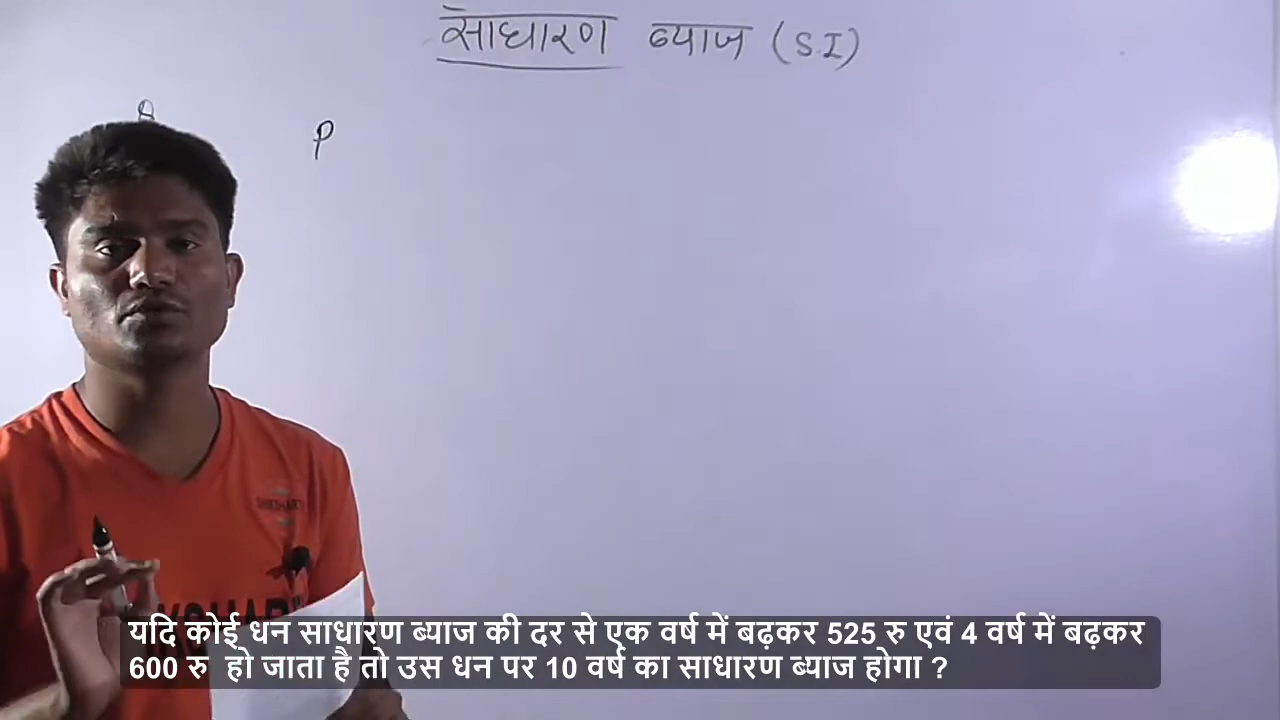 साधारण ब्याज (S.I)
A
P
यदि कोई धन साधारण ब्याज की दर से एक वर्ष में बढ़कर 525 रु एवं 4 वर्ष में बढ़कर
600 रु हो जाता है तो उस धन पर 10 वर्ष का साधारण ब्याज होगा ?